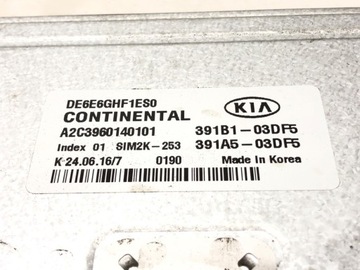 DE6E6GHF1ES0
CONTINENTAL KIA
A2C3960140101 391B1-03DF5
Index 01 SIM2K-253 391A5-03DF5
K 24.06.16/7 0190 Made in Korea